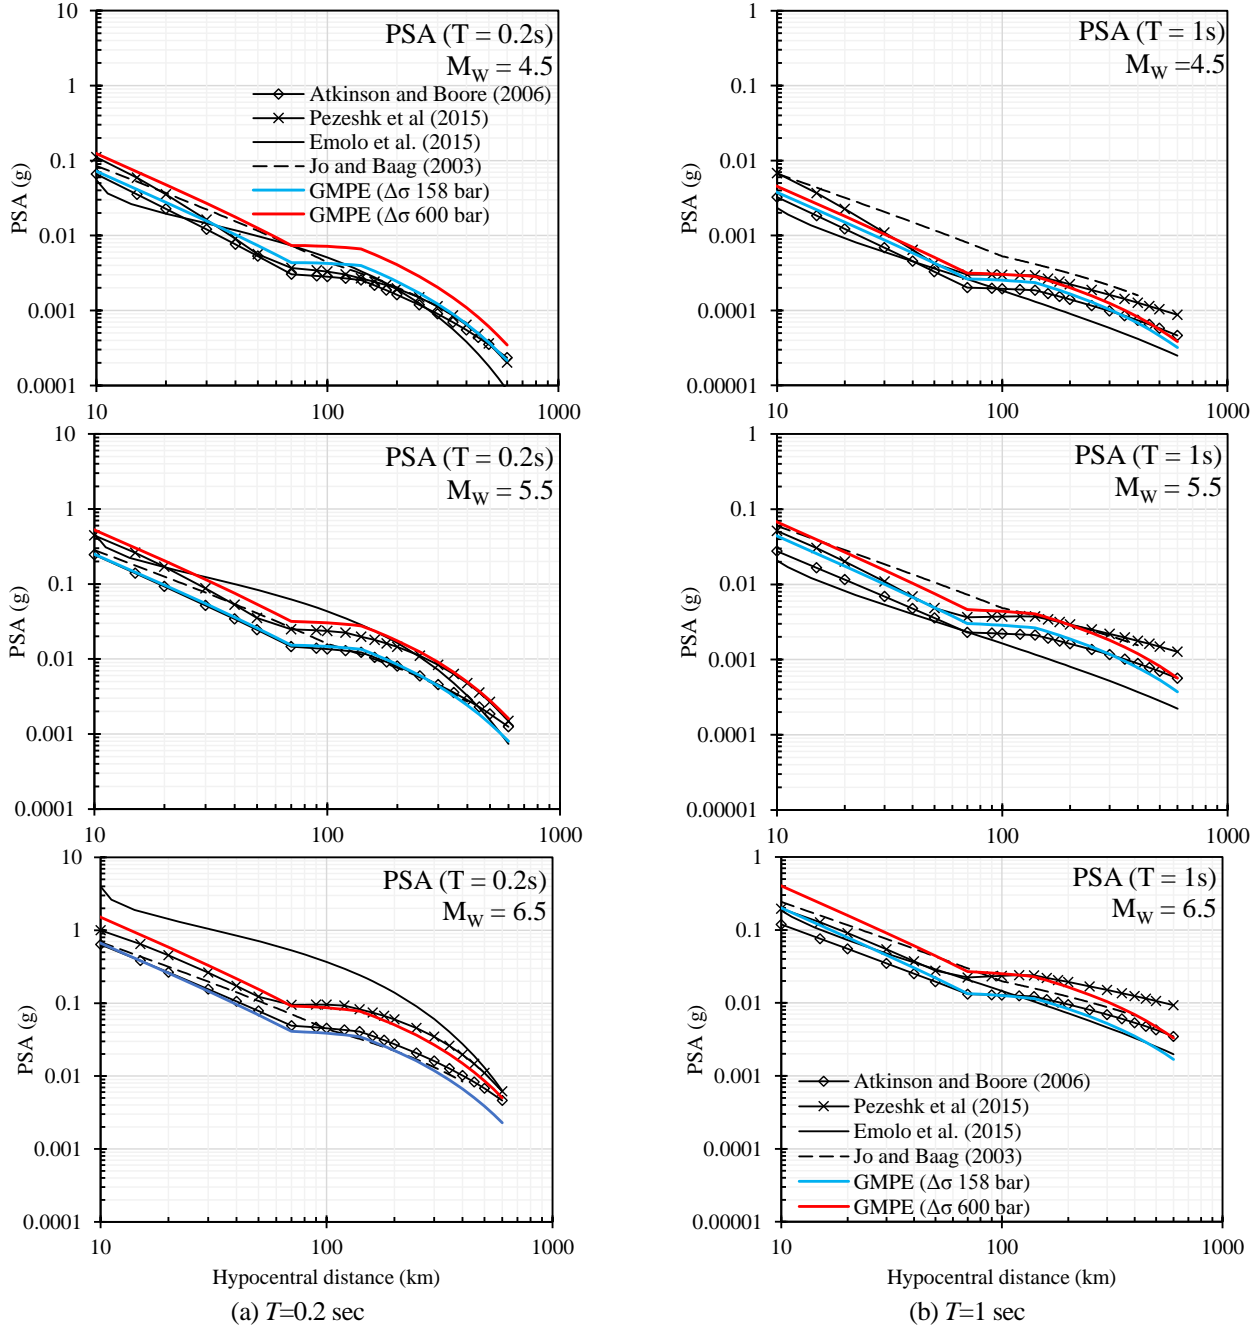 10
1
0.1
0.01
0.001
0.0001
PSA (g)
PSA (T = 0.2s)
M_W = 4.5
Atkinson and Boore (2006)
Pezeshk et al (2015)
Emolo et al. (2015)
Jo and Baag (2003)
GMPE (Δσ 158 bar)
GMPE (Δσ 600 bar)
10 100 1000
1
0.1
0.01
0.001
0.0001
0.00001
PSA (g)
PSA (T = 1s)
M_W =4.5
10 100 1000
10
1
0.1
0.01
0.001
0.0001
PSA (g)
PSA (T = 0.2s)
M_W = 5.5
10 100 1000
1
0.1
0.01
0.001
0.0001
0.00001
PSA (g)
PSA (T = 1s)
M_W = 5.5
10 100 1000
10
1
0.1
0.01
0.001
0.0001
PSA (g)
PSA (T = 0.2s)
M_W = 6.5
10 100 1000
Hypocentral distance (km)
(a) T=0.2 sec
1
0.1
0.01
0.001
0.0001
0.00001
PSA (g)
PSA (T = 1s)
M_W = 6.5
Atkinson and Boore (2006)
Pezeshk et al (2015)
Emolo et al. (2015)
Jo and Baag (2003)
GMPE (Δσ 158 bar)
GMPE (Δσ 600 bar)
10 100 1000
Hypocentral distance (km)
(b) T=1 sec